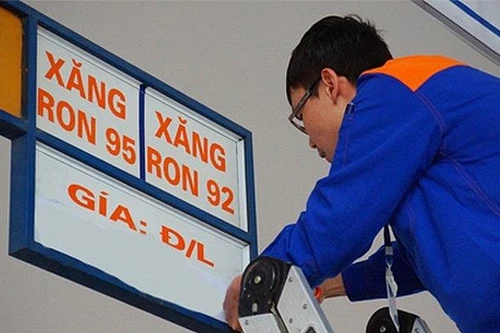 XĂNG
RON 95
XĂNG
RON 92
GÍA: Đ/L